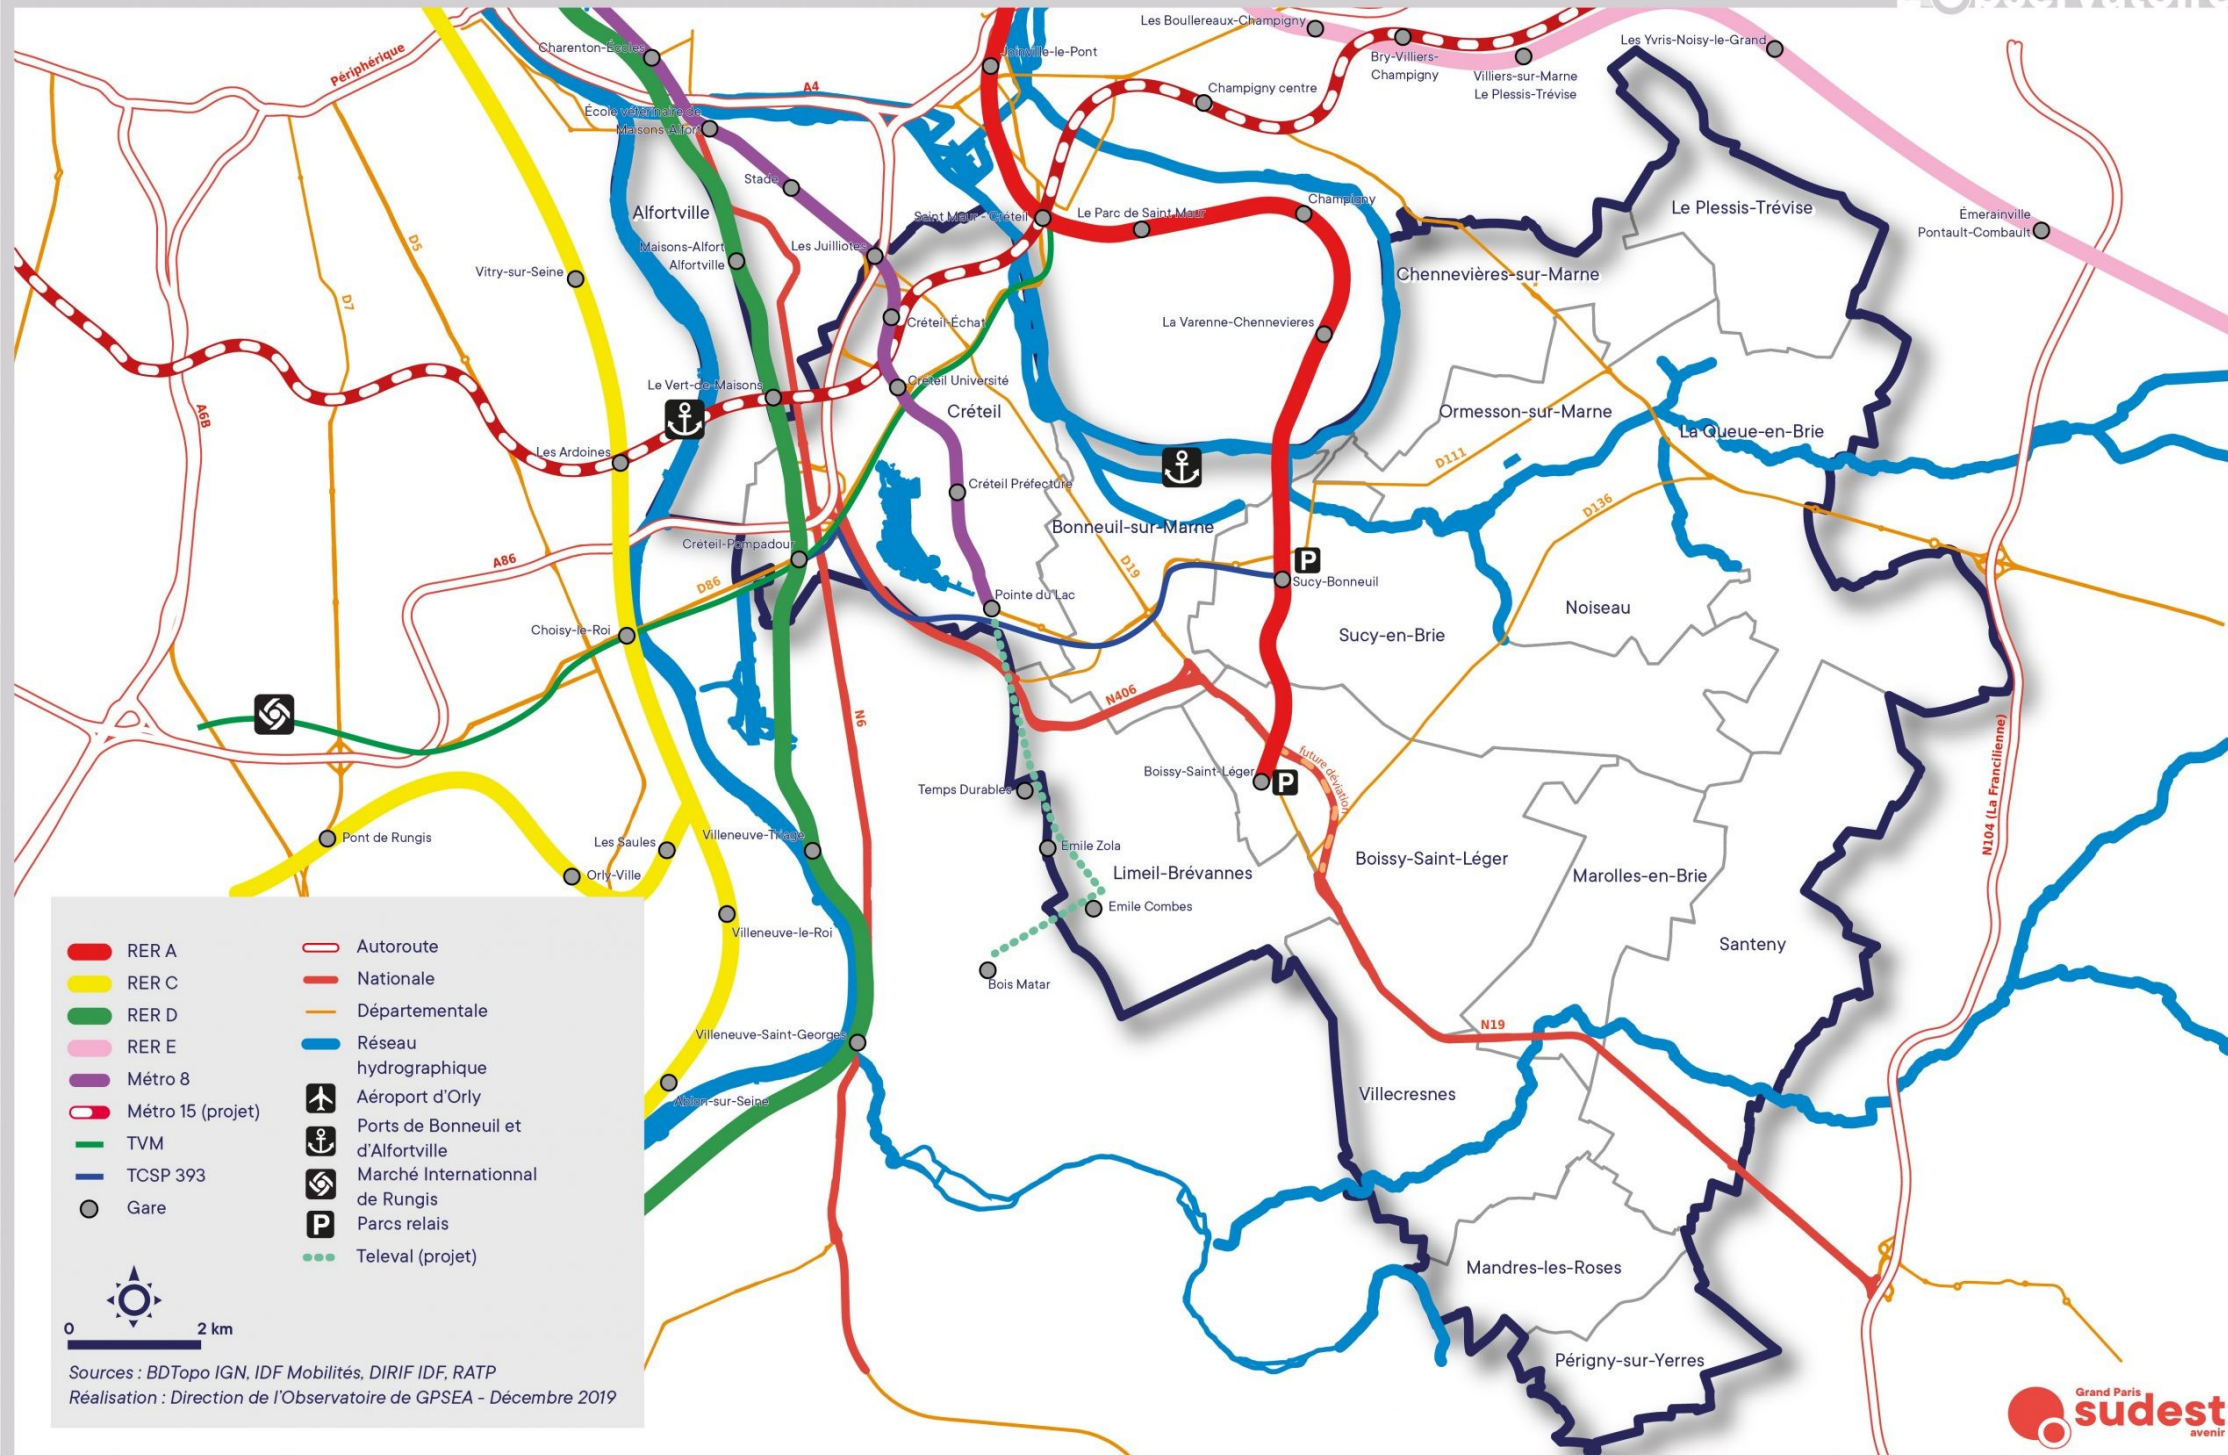 Les Boullereaux-Champigny
Charenton-Écoles
Joinville-le-Pont
Bry-Villiers-
Champigny
Les Yvris-Noisy-le-Grand
Périphérique
Villiers-sur-Marne
Le Plessis-Trévise
A4
Champigny centre
École vétérinaire de
Maisons-Alfort
Stade
Alfortville
Saint Maur - Créteil
Le Parc de Saint-Maur
Champigny
Le Plessis-Trévise
Émerainville
Pontault-Combault
D5
Maisons-Alfort
Alfortville
Les Juilliotes
Vitry-sur-Seine
Chennevières-sur-Marne
D7
Créteil-Échat
La Varenne-Chennevieres
Le Vert-de-Maisons
Créteil Université
Créteil
A6B
Ormesson-sur-Marne
La Queue-en-Brie
Les Ardoines
D111
Créteil Préfecture
D136
Bonneuil-sur-Marne
Créteil-Pompadour
A86
D86
D19
P
Sucy-Bonneuil
Pointe du Lac
Noiseau
Choisy-le-Roi
Sucy-en-Brie
N406
N6
future déviation
N104 (La Francilienne)
Boissy-Saint-Léger
P
Temps Durables
Pont de Rungis
Les Saules
Villeneuve-Triage
Emile Zola
Orly-Ville
Limeil-Brévannes
Boissy-Saint-Léger
Marolles-en-Brie
Emile Combes
Villeneuve-le-Roi
Santeny
Bois Matar
N19
Villeneuve-Saint-Georges
Ablon-sur-Seine
Villecresnes
Mandres-les-Roses
Périgny-sur-Yerres
RER A
RER C
RER D
RER E
Métro 8
Métro 15 (projet)
TVM
TCSP 393
Gare
Autoroute
Nationale
Départementale
Réseau
hydrographique
Aéroport d'Orly
Ports de Bonneuil et
d'Alfortville
Marché Internationnal
de Rungis
P
Parcs relais
Televal (projet)
0 2 km
Sources : BDTopo IGN, IDF Mobilités, DIRIF IDF, RATP
Réalisation : Direction de l'Observatoire de GPSEA - Décembre 2019
Grand Paris
sudest
avenir